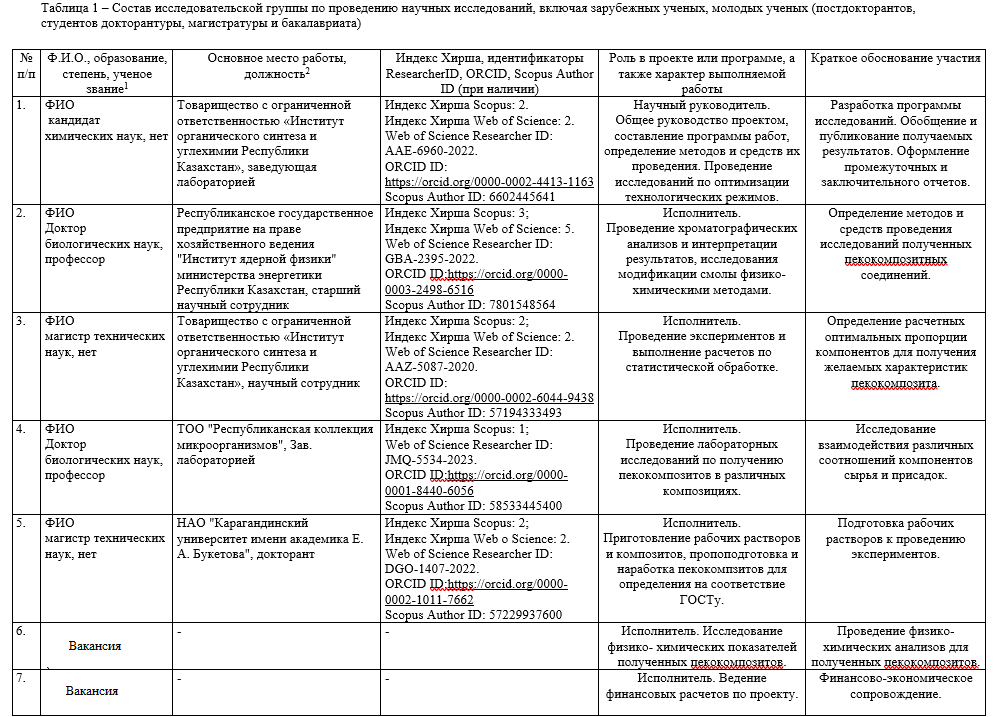 Таблица 1 – Состав исследовательской группы по проведению научных исследований, включая зарубежных ученых, молодых ученых (постдокторантов,
студентов докторантуры, магистратуры и бакалавриата)
№
п/п
Ф.И.О., образование,
степень, ученое
звание1
Основное место работы,
должность2
Индекс Хирша, идентификаторы
ResearcherID, ORCID, Scopus Author
ID (при наличии)
Роль в проекте или программе, а
также характер выполняемой
работы
Краткое обоснование участия
1.
ФИО
кандидат
химических наук, нет
Товарищество с ограниченной
ответственностью «Институт
органического синтеза и
углехимии Республики
Казахстан», заведующая
лабораторией
Индекс Хирша Scopus: 2.
Индекс Хирша Web of Science: 2.
Web of Science Researcher ID:
AAE-6960-2022.
ORCID ID:
https://orcid.org/0000-0002-4413-1163
Scopus Author ID: 6602445641
Научный руководитель.
Общее руководство проектом,
составление программы работ,
определение методов и средств их
проведения. Проведение
исследований по оптимизации
технологических режимов.
Разработка программы
исследований. Обобщение и
публикование получаемых
результатов. Оформление
промежуточных и
заключительного отчетов.
2.
ФИО
Доктор
биологических наук,
профессор
Республиканское государственное
предприятие на праве
хозяйственного ведения
"Институт ядерной физики"
министерства энергетики
Республики Казахстан, старший
научный сотрудник
Индекс Хирша Scopus: 3;
Индекс Хирша Web of Science: 5.
Web of Science Researcher ID:
GBA-2395-2022.
ORCID ID:https://orcid.org/0000-
0003-2498-6516
Scopus Author ID: 7801548564
Исполнитель.
Проведение хроматографических
анализов и интерпретации
результатов, исследования
модификации смолы физико-
химическими методами.
Определение методов и
средств проведения
исследований полученных
пекокомпозитных
соединений.
3.
ФИО
магистр технических
наук, нет
Товарищество с ограниченной
ответственностью «Институт
органического синтеза и
углехимии Республики
Казахстан», научный сотрудник
Индекс Хирша Scopus: 2;
Индекс Хирша Web of Science: 2.
Web of Science Researcher ID:
AAZ-5087-2020.
ORCID ID:
https://orcid.org/0000-0002-6044-9438
Scopus Author ID: 57194333493
Исполнитель.
Проведение экспериментов и
выполнение расчетов по
статистической обработке.
Определение расчетных
оптимальных пропорции
компонентов для получения
желаемых характеристик
пекокомпозита.
4.
ФИО
Доктор
биологических наук,
профессор
ТОО "Республиканская коллекция
микроорганизмов", Зав.
лабораторией
Индекс Хирша Scopus: 1;
Web of Science Researcher ID:
JMQ-5534-2023.
ORCID ID:https://orcid.org/0000-
0001-8440-6056
Scopus Author ID: 58533445400
Исполнитель.
Проведение лабораторных
исследований по получению
пекокомпозитов в различных
композициях.
Исследование
взаимодействия различных
соотношений компонентов
сырья и присадок.
5.
ФИО
магистр технических
наук, нет
НАО "Карагандинский
университет имени академика Е.
А. Букетова", докторант
Индекс Хирша Scopus: 2;
Индекс Хирша Web o Science: 2.
Web of Science Researcher ID:
DGO-1407-2022.
ORCID ID:https://orcid.org/0000-
0002-1011-7662
Scopus Author ID: 57229937600
Исполнитель.
Приготовление рабочих растворов
и композитов, пропоподготовка и
наработка пекокомпзитов для
определения на соответствие
ГОСТу.
Подготовка рабочих
растворов к проведению
экспериментов.
6.
Вакансия
-
-
Исполнитель. Исследование
физико- химических показателей
полученных пекокомпозитов.
Проведение физико-
химических анализов для
полученных пекокомпозитов.
7.
Вакансия
-
-
Исполнитель. Ведение
финансовых расчетов по проекту.
Финансово-экономическое
сопровождение.